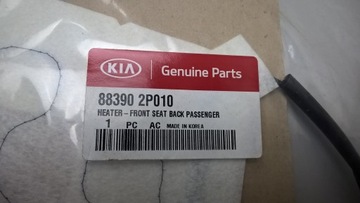 KIA Genuine Parts
88390 2P010
HEATER-FRONT SEAT BACK PASSENGER
1 PC AC MADE IN KOREA